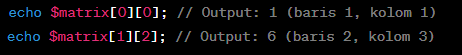 echo $matrix[0][0]; // Output: 1 (baris 1, kolom 1)
echo $matrix[1][2]; // Output: 6 (baris 2, kolom 3)